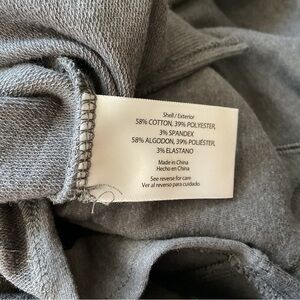 Shell / Exterior
58% COTTON, 39% POLYESTER,
3% SPANDEX
58% ALGODON, 39% POLIÉSTER,
3% ELASTANO
Made in China
Hecho en China
See reverse for care
Ver al reverso para cuidado.